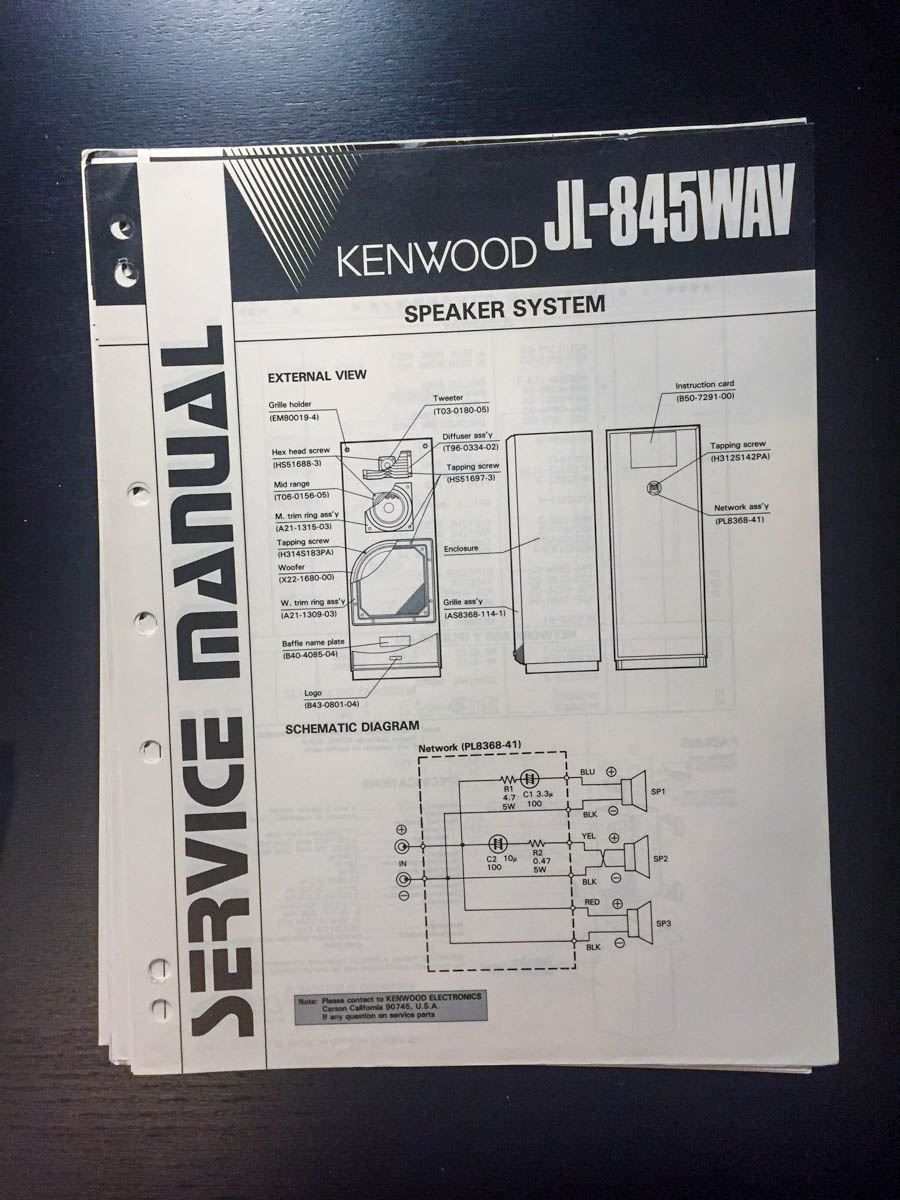 KENWOOD JL-845WAV
SPEAKER SYSTEM
SERVICE MANUAL
EXTERNAL VIEW
Grille holder
(EM80019-4)
Hex head screw
(HS51688-3)
Mid range
(T06-0156-05)
M. trim ring ass'y
(A21-1315-03)
Tapping screw
(H314S183PA)
Woofer
(X22-1680-00)
W. trim ring ass'y
(A21-1309-03)
Baffle name plate
(B40-4085-04)
Logo
(B43-0801-04)
Tweeter
(T03-0180-05)
Diffuser ass'y
(T96-0334-02)
Tapping screw
(HS51697-3)
Enclosure
Grille ass'y
(AS8368-114-1)
Instruction card
(B50-7291-00)
Tapping screw
(H312S142PA)
Network ass'y
(PL8368-41)
SCHEMATIC DIAGRAM
Network (PL8368-41)
R1
4.7
5W
C1 3.3μ
100
BLU
⊕
SP1
BLK
⊖
⊕
IN
⊖
C2 10μ
100
R2
0.47
5W
YEL
⊕
SP2
BLK
⊖
RED
⊕
SP3
BLK
⊖
Note: Please contact to KENWOOD ELECTRONICS
Carson California 90745, U.S.A.
If any question on service parts